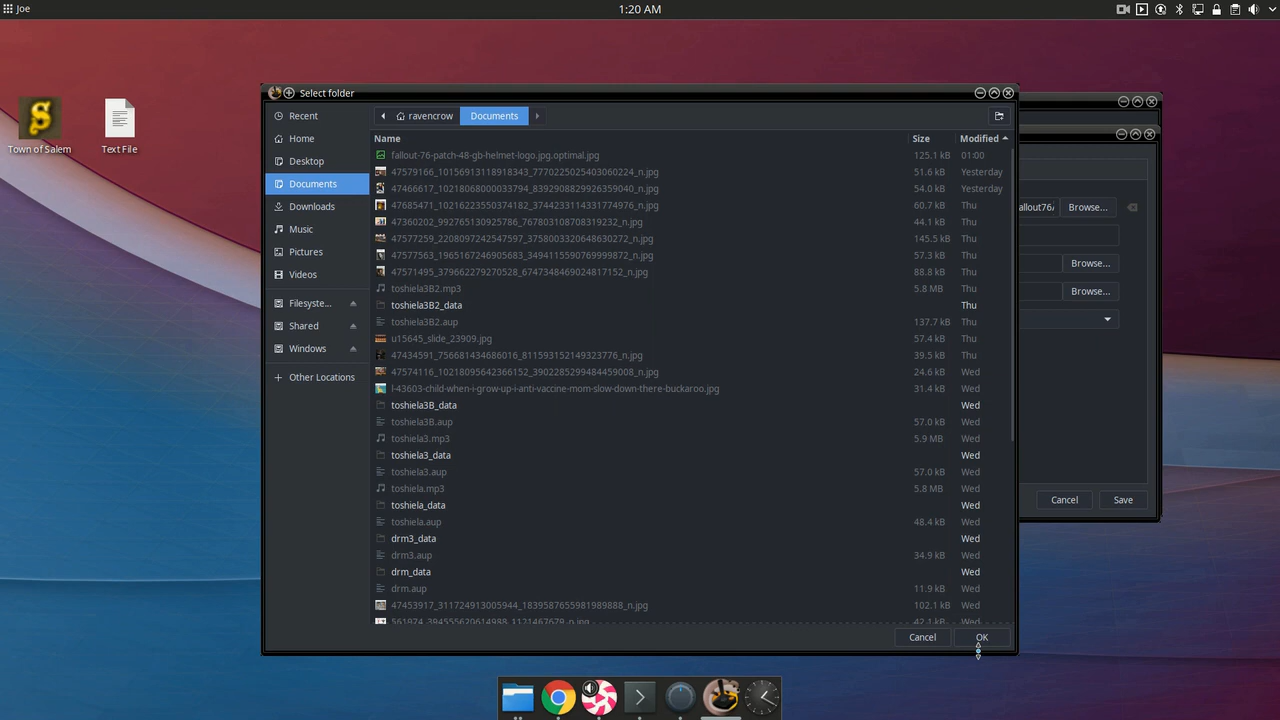 Joe
1:20 AM
Town of Salem
Text File
Select folder
Recent
Home
Desktop
Documents
Downloads
Music
Pictures
Videos
Filesyste...
Shared
Windows
Other Locations
ravencrow Documents
Name Size Modified
fallout-76-patch-48-gb-helmet-logo.jpg.optimal.jpg 125.1 kB 01:00
47579166_10156913118918343_7770225025403060224_n.jpg 51.6 kB Yesterday
47466617_10218068000033794_8392908829926359040_n.jpg 54.0 kB Yesterday
47685471_10216223550374182_3744233114331774976_n.jpg 60.7 kB Thu
47360202_992765130925786_767803108708319232_n.jpg 44.1 kB Thu
47577259_2208097242547597_3758003320648630272_n.jpg 145.5 kB Thu
47577563_1965167246905683_3494115590769999872_n.jpg 57.3 kB Thu
47571495_379662279270528_6747348469024817152_n.jpg 88.8 kB Thu
toshiela3B2.mp3 5.8 MB Thu
toshiela3B2_data Thu
toshiela3B2.aup 137.7 kB Thu
u15645_slide_23909.jpg 57.4 kB Thu
47434591_756681434686016_811593152149323776_n.jpg 39.5 kB Thu
47574116_10218095642366152_3902285299484459008_n.jpg 24.6 kB Wed
l-43603-child-when-i-grow-up-i-anti-vaccine-mom-slow-down-there-buckaroo.jpg 31.4 kB Wed
toshiela3B_data Wed
toshiela3B.aup 57.0 kB Wed
toshiela3.mp3 5.9 MB Wed
toshiela3_data Wed
toshiela3.aup 57.0 kB Wed
toshiela.mp3 5.8 MB Wed
toshiela_data Wed
toshiela.aup 48.4 kB Wed
drm3_data Wed
drm3.aup 34.9 kB Wed
drm_data Wed
drm.aup 11.9 kB Wed
47453917_311724913005944_1839587655981989888_n.jpg 102.1 kB Wed
561974_394555620614988_1121467679_n.jpg 42.1 kB Wed
Cancel OK
allout76/ Browse...
Browse...
Browse...
Cancel Save